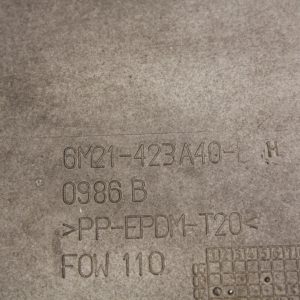 6M21-423A40-L H
0986 B
>PP-EPDM-T20<
FOW 110